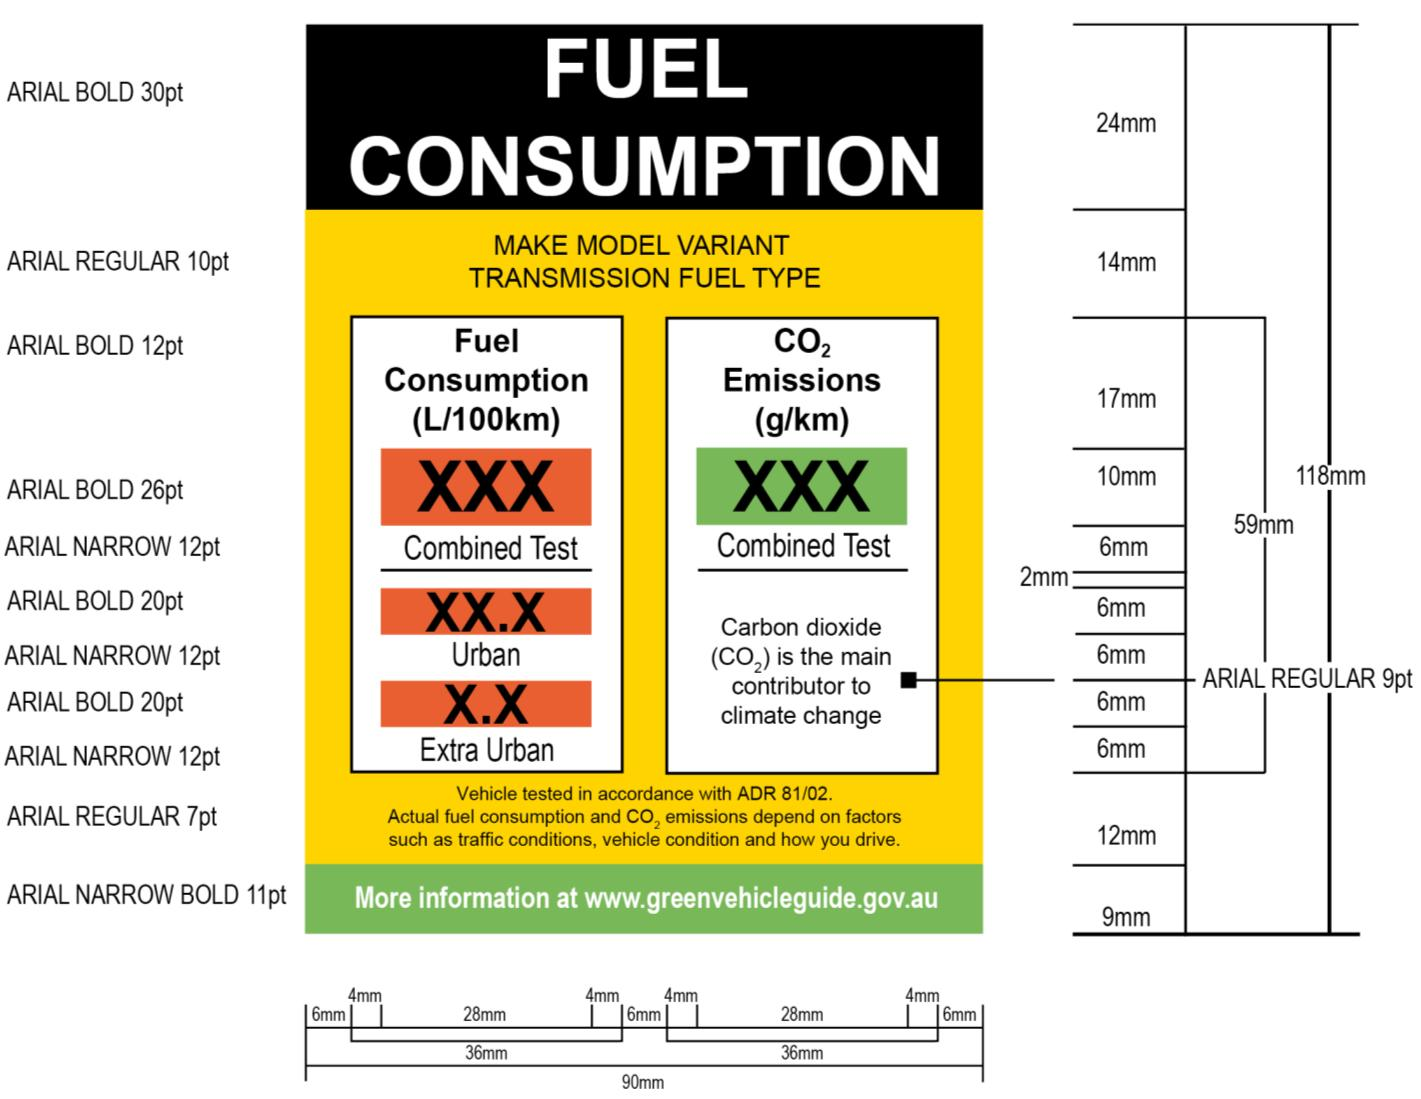 ARIAL BOLD 30pt
ARIAL REGULAR 10pt
ARIAL BOLD 12pt
ARIAL BOLD 26pt
ARIAL NARROW 12pt
ARIAL BOLD 20pt
ARIAL NARROW 12pt
ARIAL BOLD 20pt
ARIAL NARROW 12pt
ARIAL REGULAR 7pt
ARIAL NARROW BOLD 11pt
FUEL
CONSUMPTION
MAKE MODEL VARIANT
TRANSMISSION FUEL TYPE
Fuel
Consumption
(L/100km)
XXX
Combined Test
XX.X
Urban
X.X
Extra Urban
CO₂
Emissions
(g/km)
XXX
Combined Test
Carbon dioxide
(CO₂) is the main
contributor to
climate change
Vehicle tested in accordance with ADR 81/02.
Actual fuel consumption and CO₂ emissions depend on factors
such as traffic conditions, vehicle condition and how you drive.
More information at www.greenvehicleguide.gov.au
24mm
14mm
17mm
10mm
6mm
2mm
6mm
6mm
6mm
6mm
12mm
9mm
59mm
118mm
ARIAL REGULAR 9pt
4mm 4mm 4mm 4mm
6mm 28mm 6mm 28mm 6mm
36mm 36mm
90mm